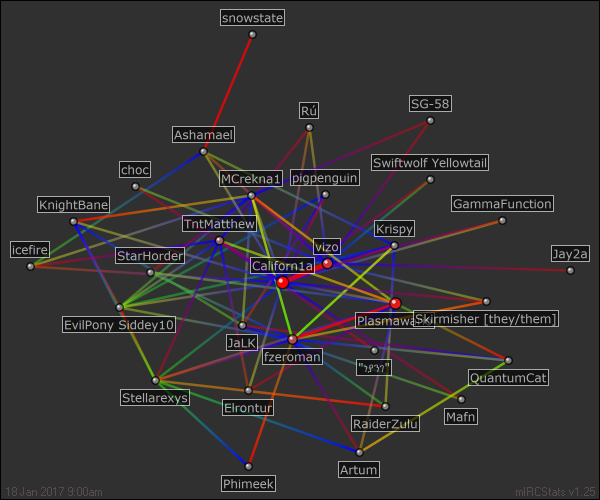 snowstate
Rú
SG-58
Ashamael
choc
MCrekna1
pigpenguin
Swiftwolf Yellowtail
KnightBane
GammaFunction
TntMatthew
Krispy
icefire
StarHorder
vizo
Jay2a
Californ1a
EvilPony Siddey10
Plasmawa
Skirmisher [they/them]
JaLK
fzeroman
QuantumCat
Stellarexys
Elrontur
Mafn
RaiderZulu
Artum
Phimeek
18 Jan 2017 9:00am
mIRCStats v1.25